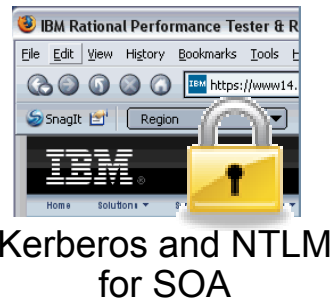 IBM Rational Performance Tester & R
File Edit View History Bookmarks Tools
IBM https://www14.
SnagIt Region
IBM®
Home Solutions
Kerberos and NTLM
for SOA